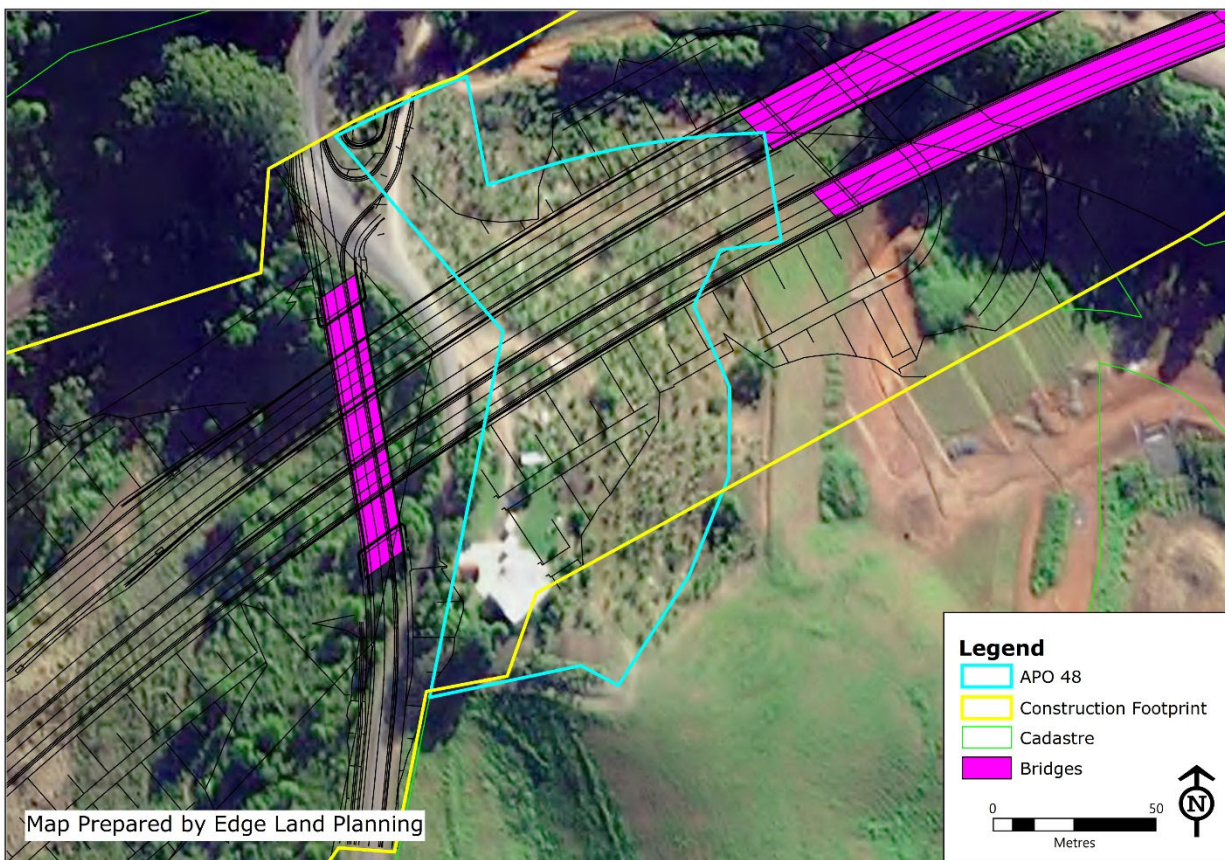 Legend
APO 48
Construction Footprint
Cadastre
Bridges
0 50
Metres
N
Map Prepared by Edge Land Planning